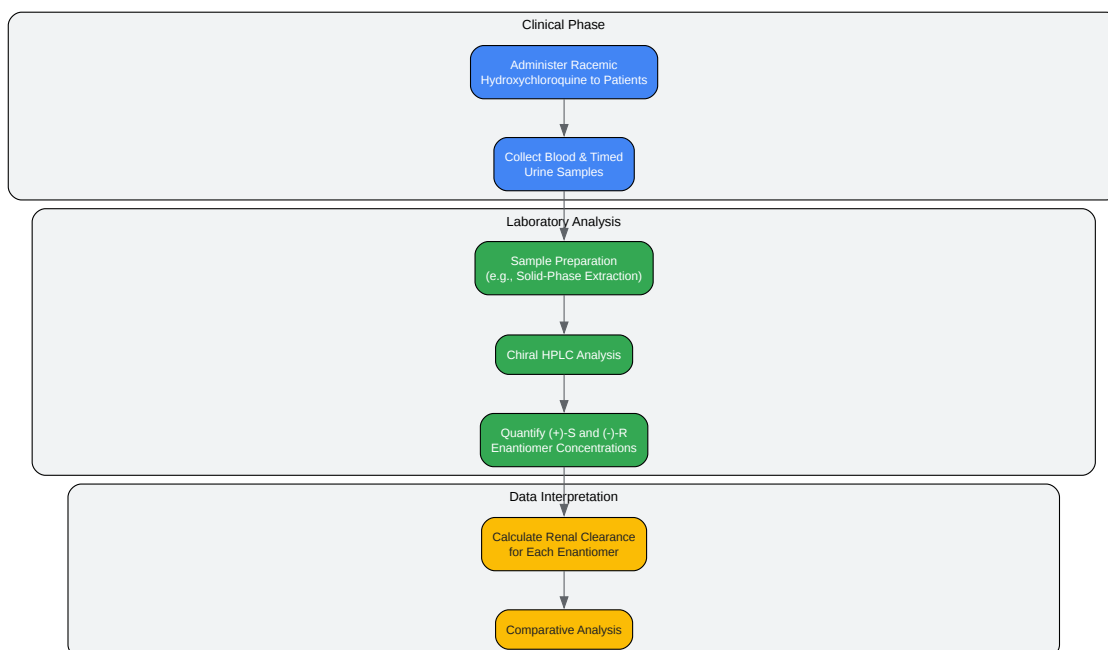 Clinical Phase
Administer Racemic
Hydroxychloroquine to Patients
Collect Blood & Timed
Urine Samples
Laboratory Analysis
Sample Preparation
(e.g., Solid-Phase Extraction)
Chiral HPLC Analysis
Quantify (+)-S and (-)-R
Enantiomer Concentrations
Data Interpretation
Calculate Renal Clearance
for Each Enantiomer
Comparative Analysis